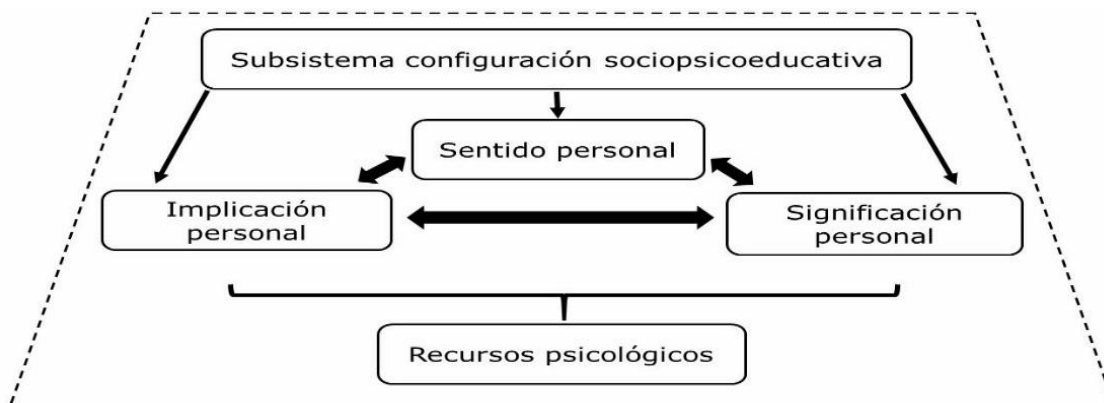 Subsistema configuración sociopsicoeducativa
Sentido personal
Implicación
personal
Significación
personal
Recursos psicológicos